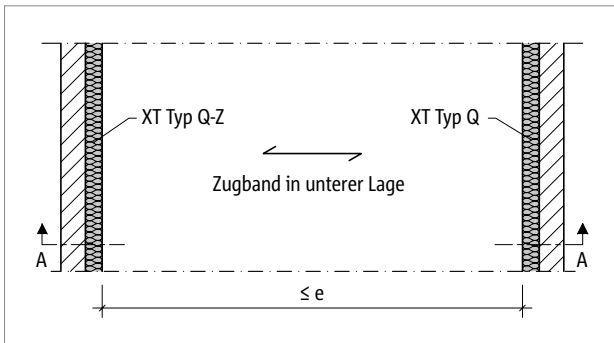 XT Typ Q-Z
XT Typ Q
Zugband in unterer Lage
A
A
≤ e